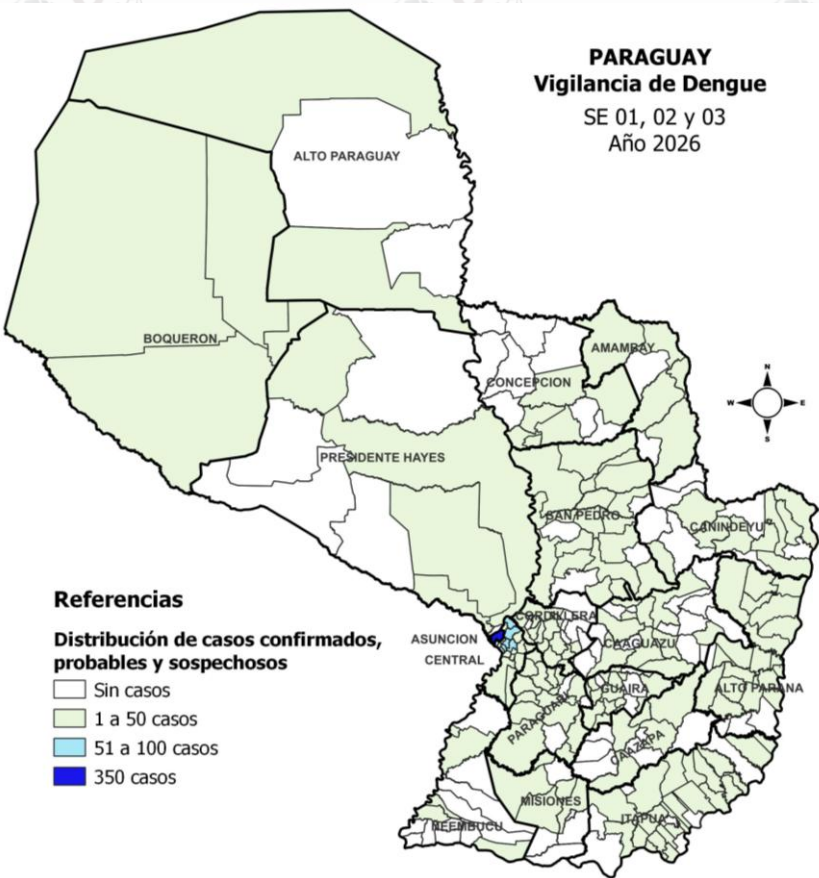 PARAGUAY
Vigilancia de Dengue
SE 01, 02 y 03
Año 2026
ALTO PARAGUAY
BOQUERON
AMAMBAY
CONCEPCION
N
W
E
S
PRESIDENTE HAYES
SAN PEDRO
CANINDEYU
CORDILLERA
ASUNCION
CENTRAL
CAAGUAZU
GUAIRA
ALTO PARANA
PARAGUARI
CAAZAPA
MISIONES
ITAPUA
ÑEEMBUCU
Referencias
Distribución de casos confirmados,
probables y sospechosos
Sin casos
1 a 50 casos
51 a 100 casos
350 casos